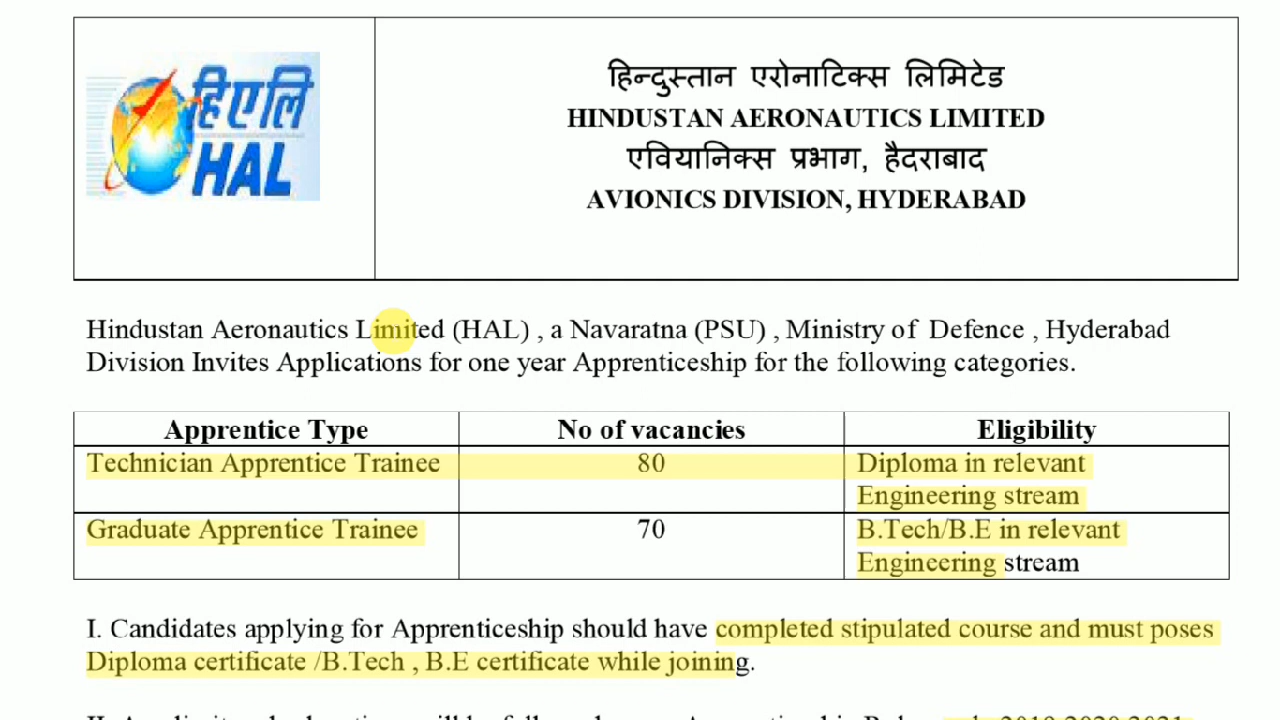 हिएलि
HAL
हिन्दुस्तान एरोनाटिक्स लिमिटेड
HINDUSTAN AERONAUTICS LIMITED
एवियानिक्स प्रभाग, हैदराबाद
AVIONICS DIVISION, HYDERABAD
Hindustan Aeronautics Limited (HAL) , a Navaratna (PSU) , Ministry of Defence , Hyderabad
Division Invites Applications for one year Apprenticeship for the following categories.
Apprentice Type No of vacancies Eligibility
Technician Apprentice Trainee 80 Diploma in relevant
Engineering stream
Graduate Apprentice Trainee 70 B.Tech/B.E in relevant
Engineering stream
I. Candidates applying for Apprenticeship should have completed stipulated course and must poses
Diploma certificate /B.Tech , B.E certificate while joining.